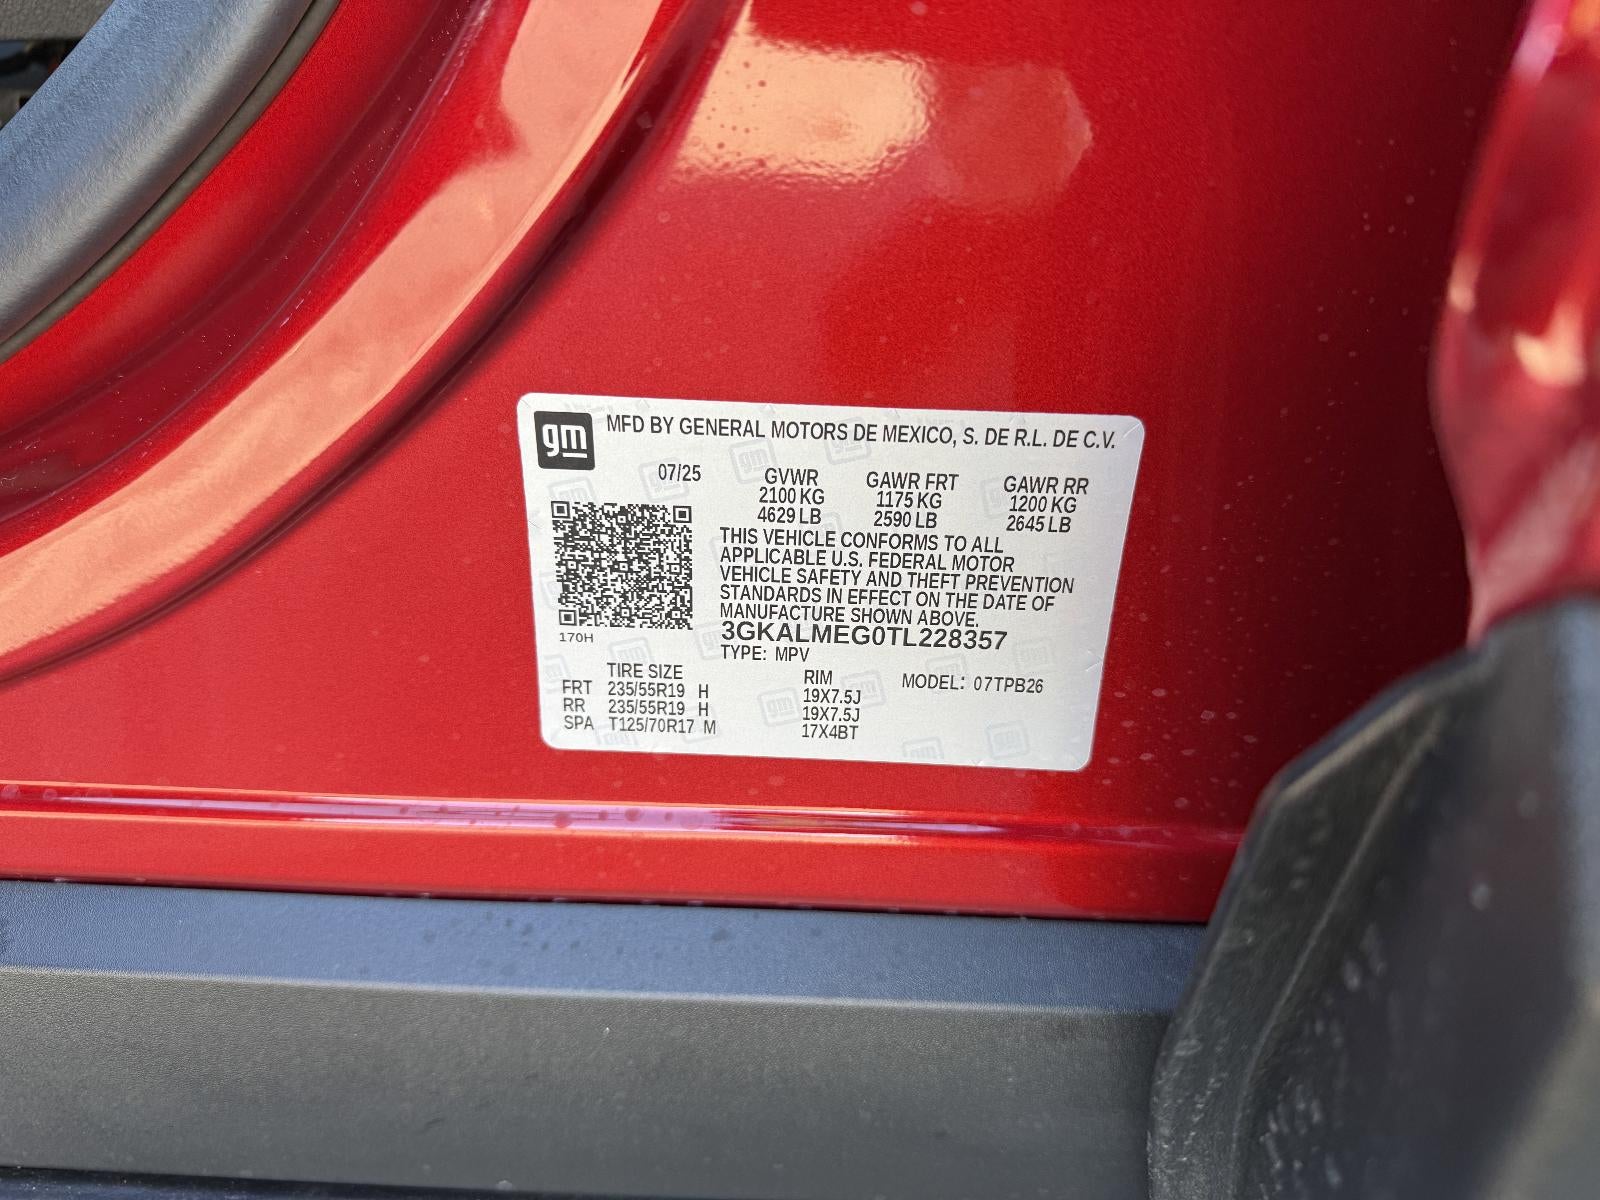 gm
MFD BY GENERAL MOTORS DE MEXICO, S. DE R.L. DE C.V.
07/25 GVWR GAWR FRT GAWR RR
2100 KG 1175 KG 1200 KG
4629 LB 2590 LB 2645 LB
THIS VEHICLE CONFORMS TO ALL
APPLICABLE U.S. FEDERAL MOTOR
VEHICLE SAFETY AND THEFT PREVENTION
STANDARDS IN EFFECT ON THE DATE OF
MANUFACTURE SHOWN ABOVE.
3GKALMEG0TL228357
170H
TYPE: MPV
TIRE SIZE RIM MODEL: 07TPB26
FRT 235/55R19 H 19X7.5J
RR 235/55R19 H 19X7.5J
SPA T125/70R17 M 17X4BT